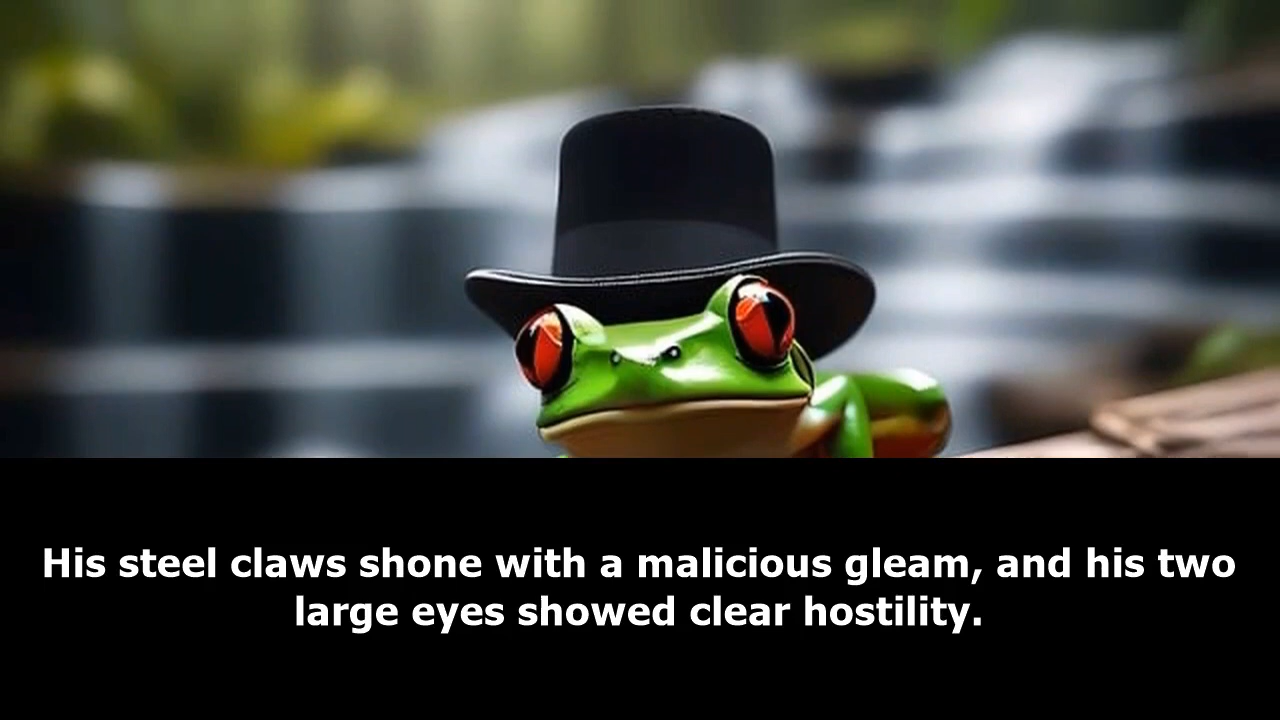 His steel claws shone with a malicious gleam, and his two
large eyes showed clear hostility.